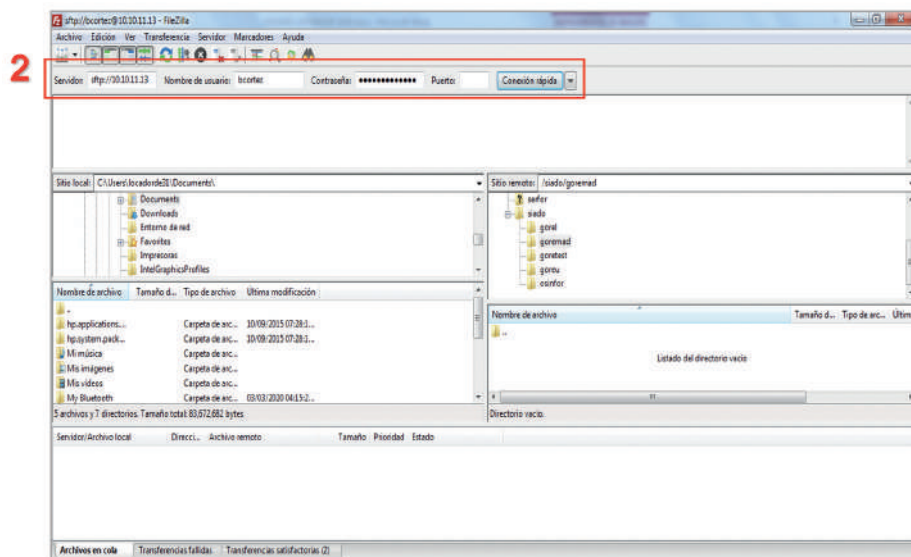 sftp://bcortec@10.10.11.13 - FileZilla
Archivo Edición Ver Transferencia Servidor Marcadores Ayuda
2
Servidor: sftp://10.10.11.13 Nombre de usuario: bcortec Contraseña: ●●●●●●●●●●●●● Puerto: Conexión rápida
Sitio local: C:\Users\locadorde31\Documents\
Documents
Downloads
Entorno de red
Favorites
Impresoras
IntelGraphicsProfiles
Sitio remoto: /siado/goremad
serfor
siado
gorel
goremad
goretest
goreu
osinfor
Nombre de archivo Tamaño d... Tipo de archivo Última modificación
..
hp.applications.... Carpeta de arc... 10/09/2015 07:28:1...
hp.system.pack... Carpeta de arc... 10/09/2015 07:28:1...
Mi música Carpeta de arc...
Mis imágenes Carpeta de arc...
Mis vídeos Carpeta de arc...
My Bluetooth Carpeta de arc... 03/03/2020 04:15:2...
5 archivos y 7 directorios. Tamaño total: 83,672,682 bytes
Nombre de archivo Tamaño d... Tipo de arc... Últim
..
Listado del directorio vacío
Directorio vacío.
Servidor/Archivo local Direcci... Archivo remoto Tamaño Prioridad Estado
Archivos en cola Transferencias fallidas Transferencias satisfactorias (2)